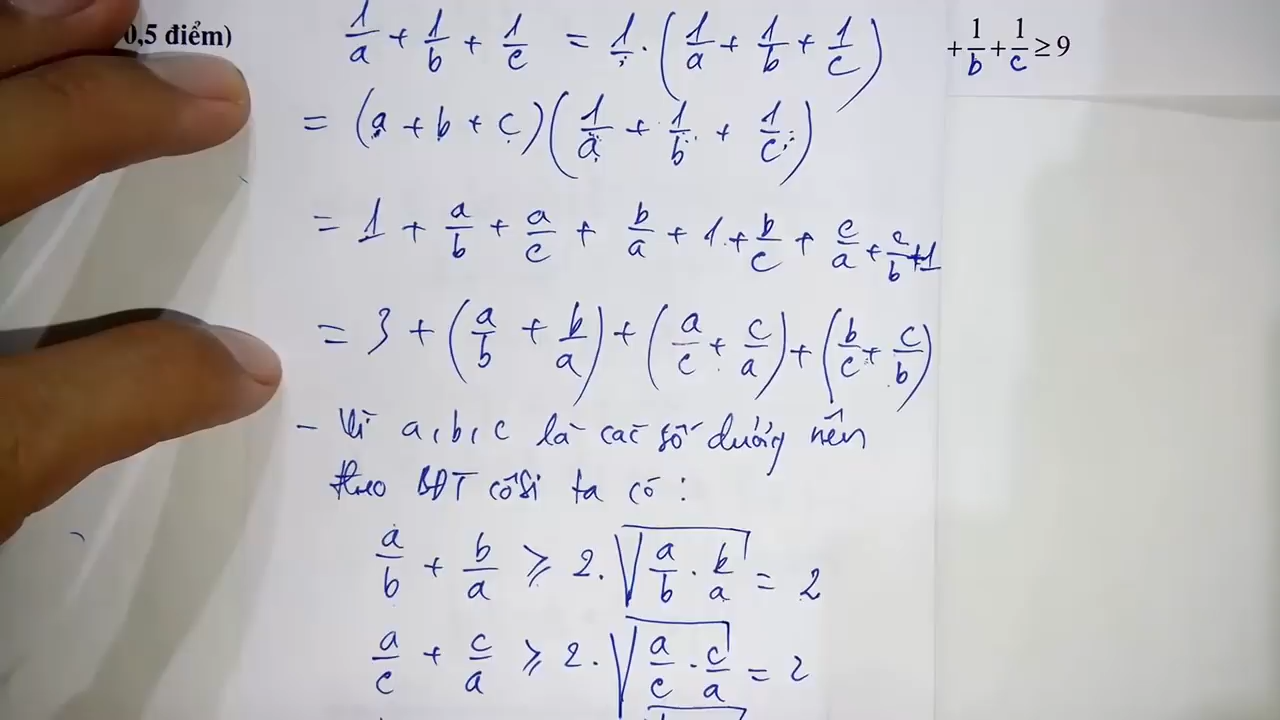 0,5 điểm)
+ 1/b + 1/c ≥ 9
1/a + 1/b + 1/c = 1 · (1/a + 1/b + 1/c)
= (a + b + c)(1/a + 1/b + 1/c)
= 1 + a/b + a/c + b/a + 1 + b/c + c/a + c/b + 1
= 3 + (a/b + b/a) + (a/c + c/a) + (b/c + c/b)
- Vì a, b, c là các số dương nên
theo BĐT côsi ta có :
a/b + b/a ≥ 2 . √(a/b · b/a) = 2
a/c + c/a ≥ 2 . √(a/c · c/a) = 2